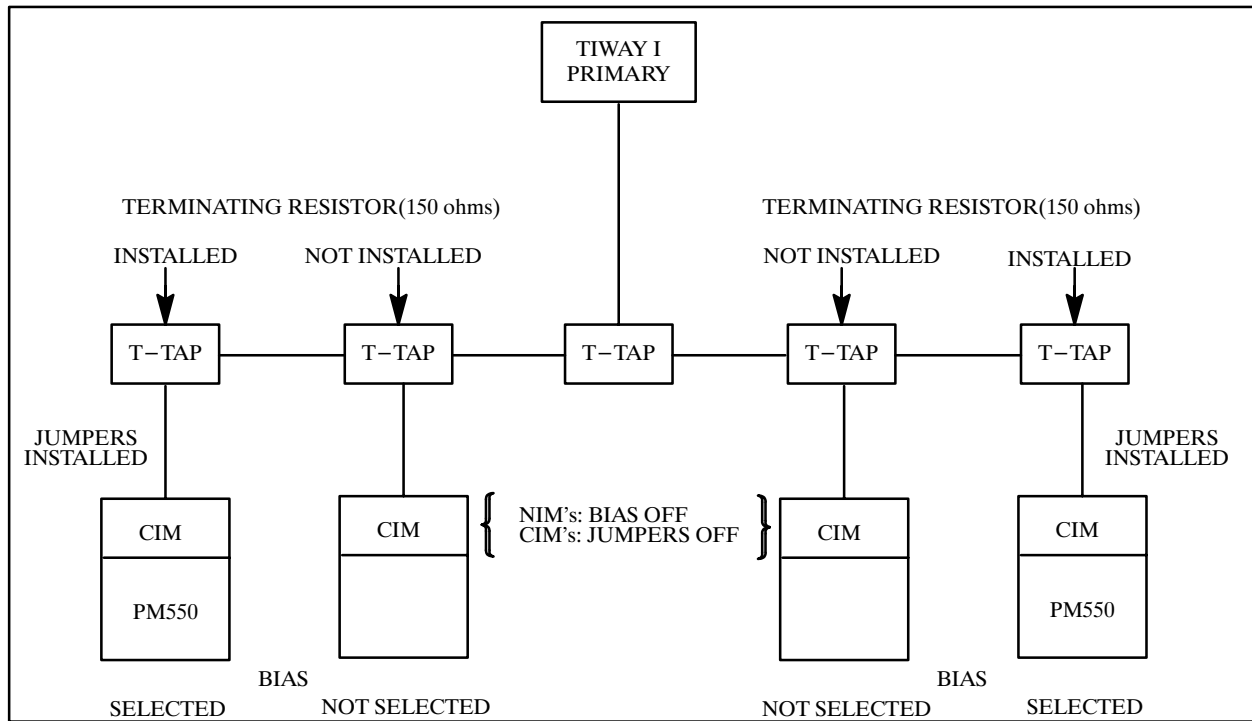 TIWAY I
PRIMARY
TERMINATING RESISTOR(150 ohms)
TERMINATING RESISTOR(150 ohms)
INSTALLED
NOT INSTALLED
NOT INSTALLED
INSTALLED
T−TAP
T−TAP
T−TAP
T−TAP
T−TAP
JUMPERS
INSTALLED
JUMPERS
INSTALLED
CIM
CIM
NIM's: BIAS OFF
CIM's: JUMPERS OFF
CIM
CIM
PM550
PM550
BIAS
BIAS
SELECTED
NOT SELECTED
NOT SELECTED
SELECTED